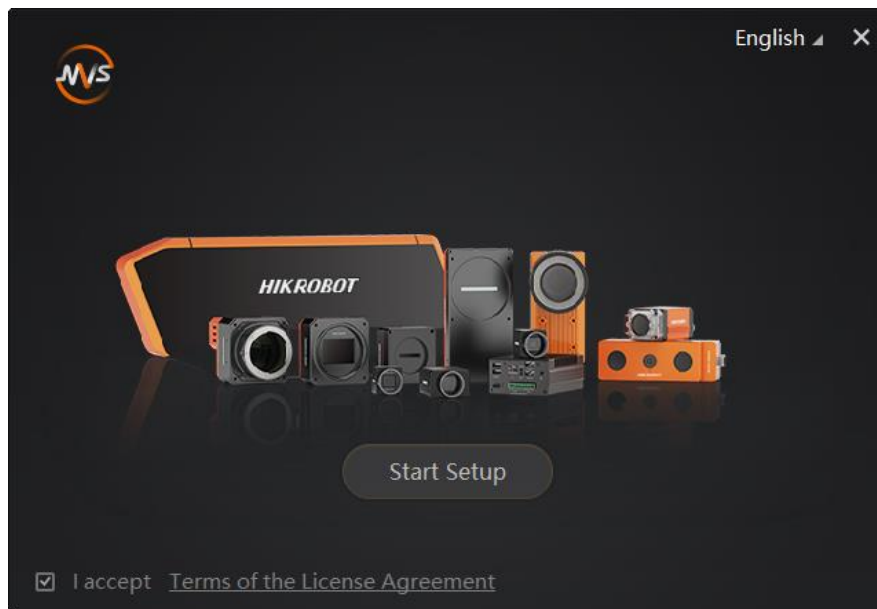 English
MVS
HIKROBOT
Start Setup
I accept Terms of the License Agreement